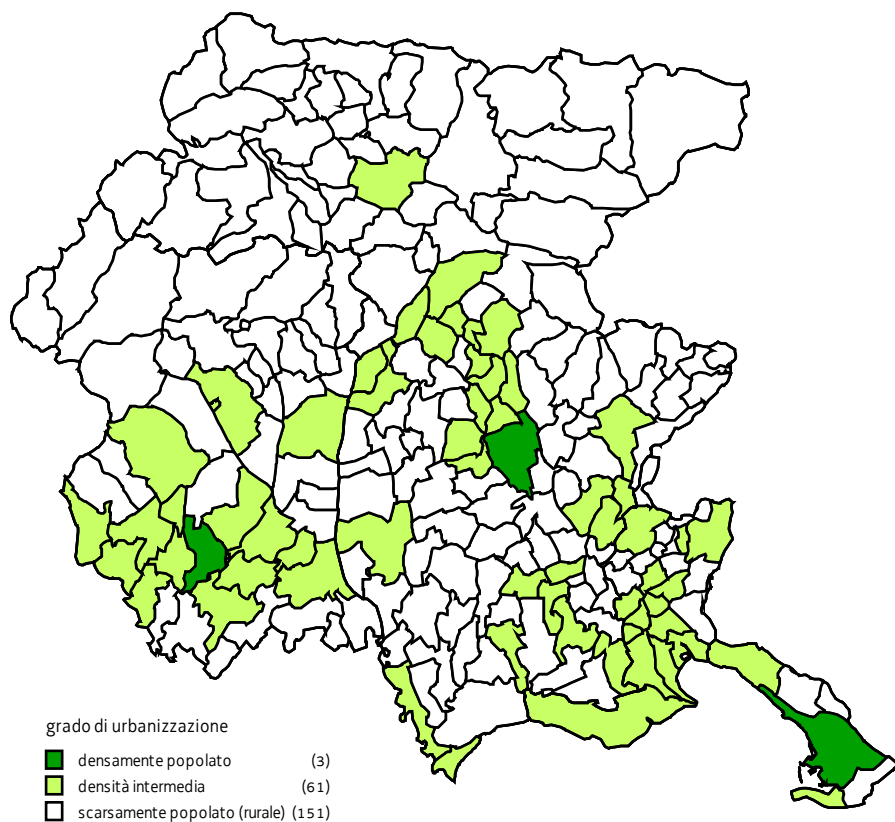 grado di urbanizzazione
densamente popolato (3)
densità intermedia (61)
scarsamente popolato (rurale) (151)